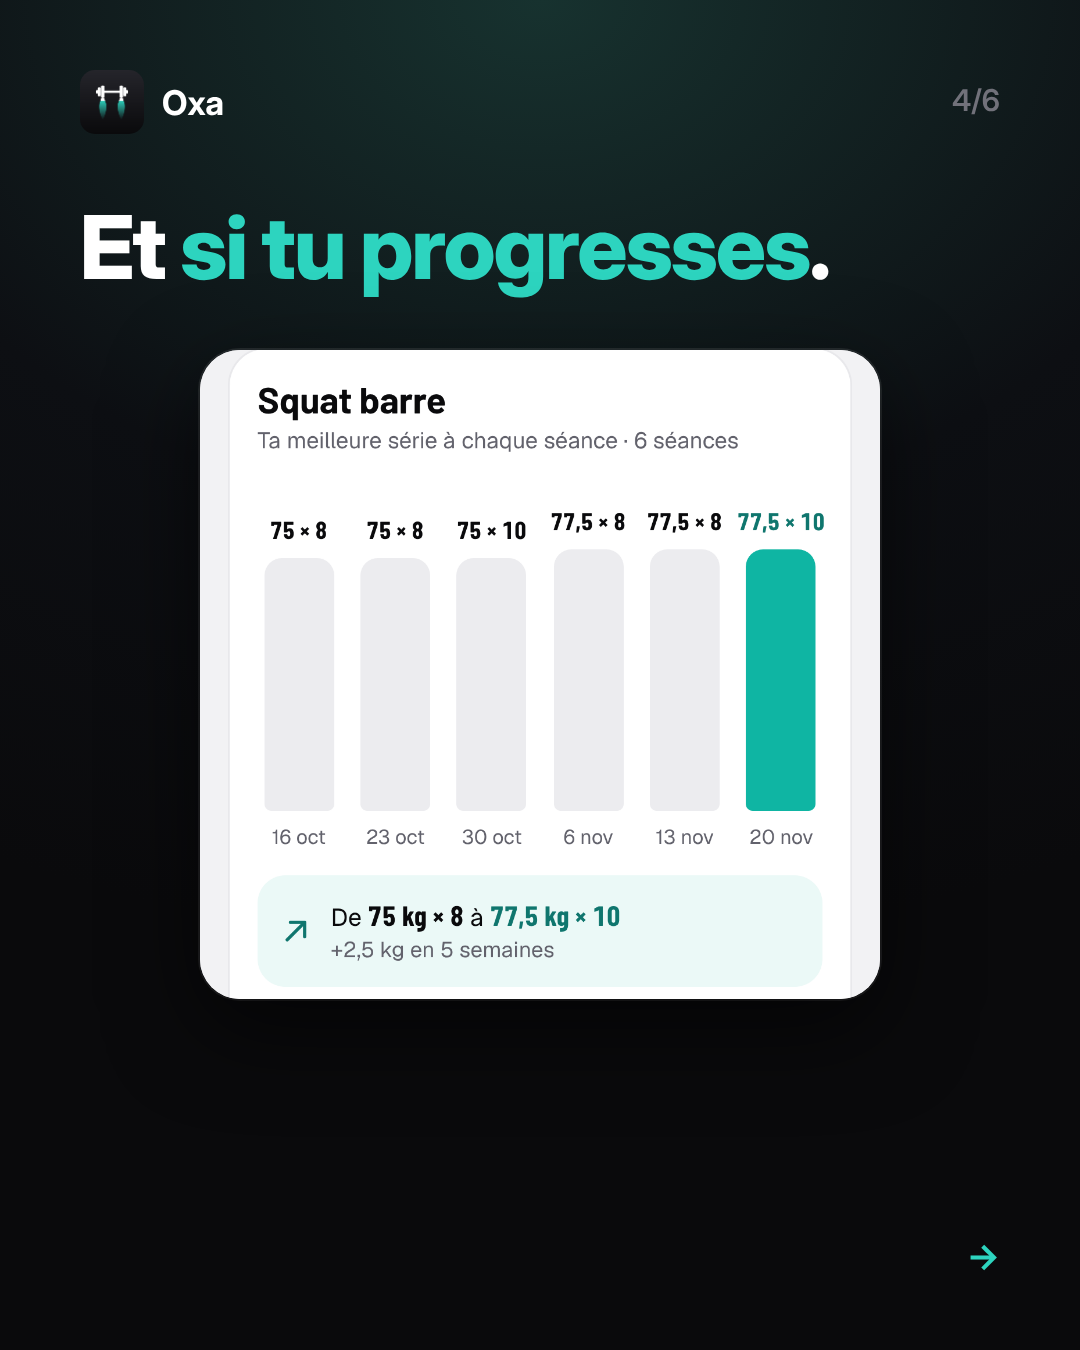 Oxa
4/6
Et si tu progresses.
Squat barre
Ta meilleure série à chaque séance · 6 séances
75 × 8 75 × 8 75 × 10 77,5 × 8 77,5 × 8 77,5 × 10
16 oct 23 oct 30 oct 6 nov 13 nov 20 nov
De 75 kg × 8 à 77,5 kg × 10
+2,5 kg en 5 semaines